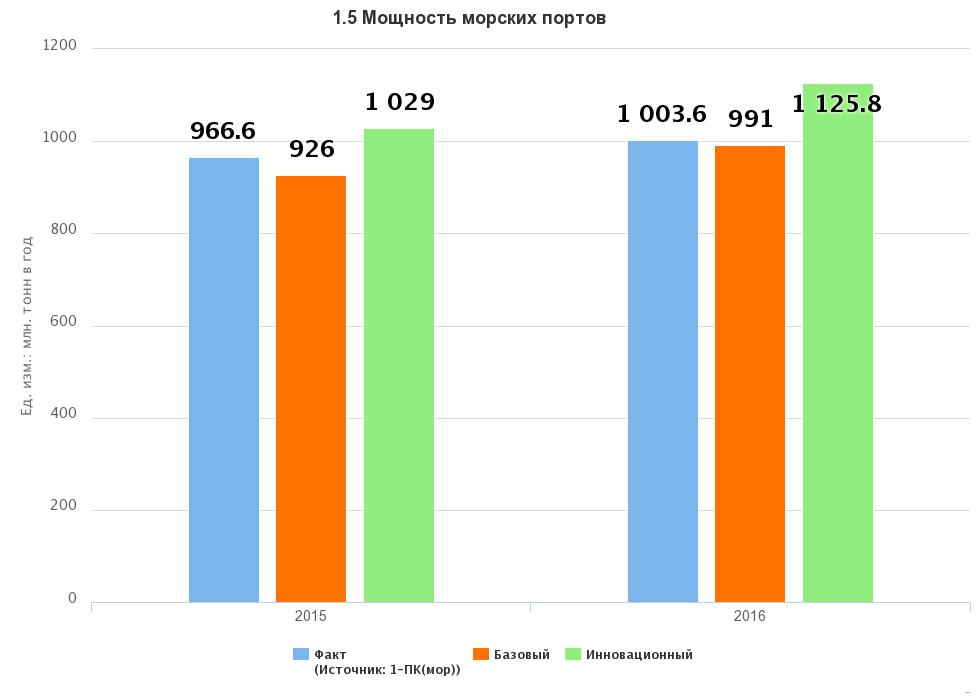 1.5 Мощность морских портов
Ед. изм.: млн. тонн в год
1200
1000
800
600
400
200
0
966.6
926
1 029
1 003.6
991
1 125.8
2015
2016
Факт
(Источник: 1-ПК(мор))
Базовый
Инновационный